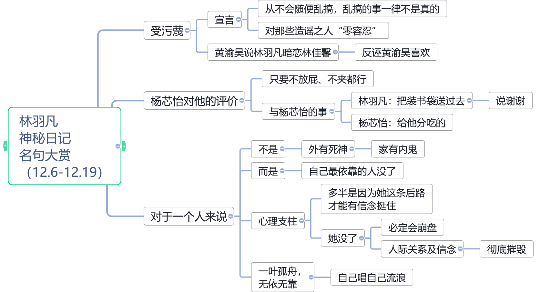 林羽凡
神秘日记
名句大赏
（12.6-12.19）
受污蔑
宣言
从不会随便乱搞，乱搞的事一律不是真的
对那些造谣之人“零容忍”
黄渝吴说林羽凡暗恋林佳馨
反诬黄渝吴喜欢
杨芯怡对他的评价
只要不放屁、不夹都行
与杨芯怡的事
林羽凡：把装书袋送过去
说谢谢
杨芯怡：给他分吃的
对于一个人来说
不是
外有死神
家有内鬼
而是
自己最依靠的人没了
心理支柱
多半是因为她这条后路
才能有信念挺住
她没了
必定会崩盘
人际关系及信念
彻底摧毁
一叶孤舟，
无依无靠
自己唱自己流浪